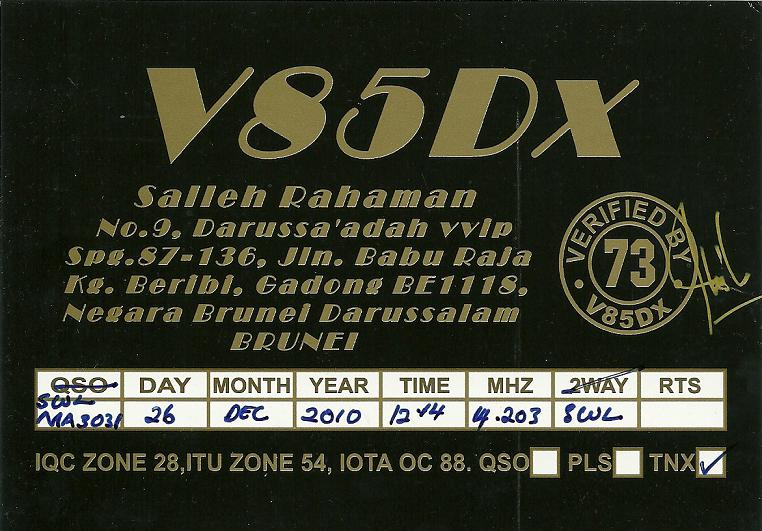 V85DX
Salleh Rahaman
No.9, Darussa'adah vvip
Spg.87-136, Jln. Babu Raja
Kg. Beribi, Gadong BE1118,
Negara Brunei Darussalam
BRUNEI
VERIFIED BY
73
V85DX
QSO DAY MONTH YEAR TIME MHZ 2WAY RTS
SWL
MA3031 26 DEC 2010 12 14 14.203 SWL
IQC ZONE 28,ITU ZONE 54, IOTA OC 88. QSO PLS TNX